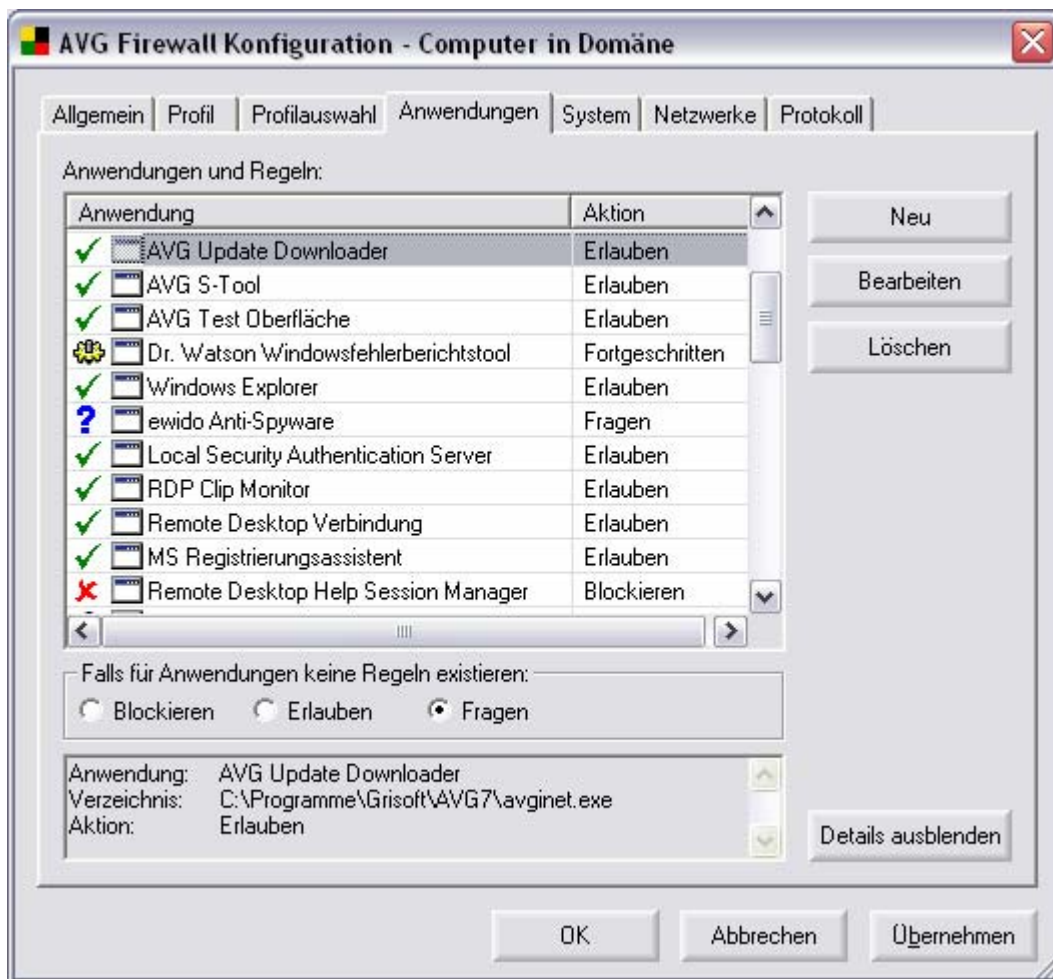 AVG Firewall Konfiguration - Computer in Domäne
Allgemein Profil Profilauswahl Anwendungen System Netzwerke Protokoll
Anwendungen und Regeln:
Anwendung Aktion
AVG Update Downloader Erlauben
AVG S-Tool Erlauben
AVG Test Oberfläche Erlauben
Dr. Watson Windowsfehlerberichtstool Fortgeschritten
Windows Explorer Erlauben
ewido Anti-Spyware Fragen
Local Security Authentication Server Erlauben
RDP Clip Monitor Erlauben
Remote Desktop Verbindung Erlauben
MS Registrierungsassistent Erlauben
Remote Desktop Help Session Manager Blockieren
Neu
Bearbeiten
Löschen
Falls für Anwendungen keine Regeln existieren:
Blockieren Erlauben Fragen
Anwendung: AVG Update Downloader
Verzeichnis: C:\Programme\Grisoft\AVG7\avginet.exe
Aktion: Erlauben
Details ausblenden
OK Abbrechen Übernehmen